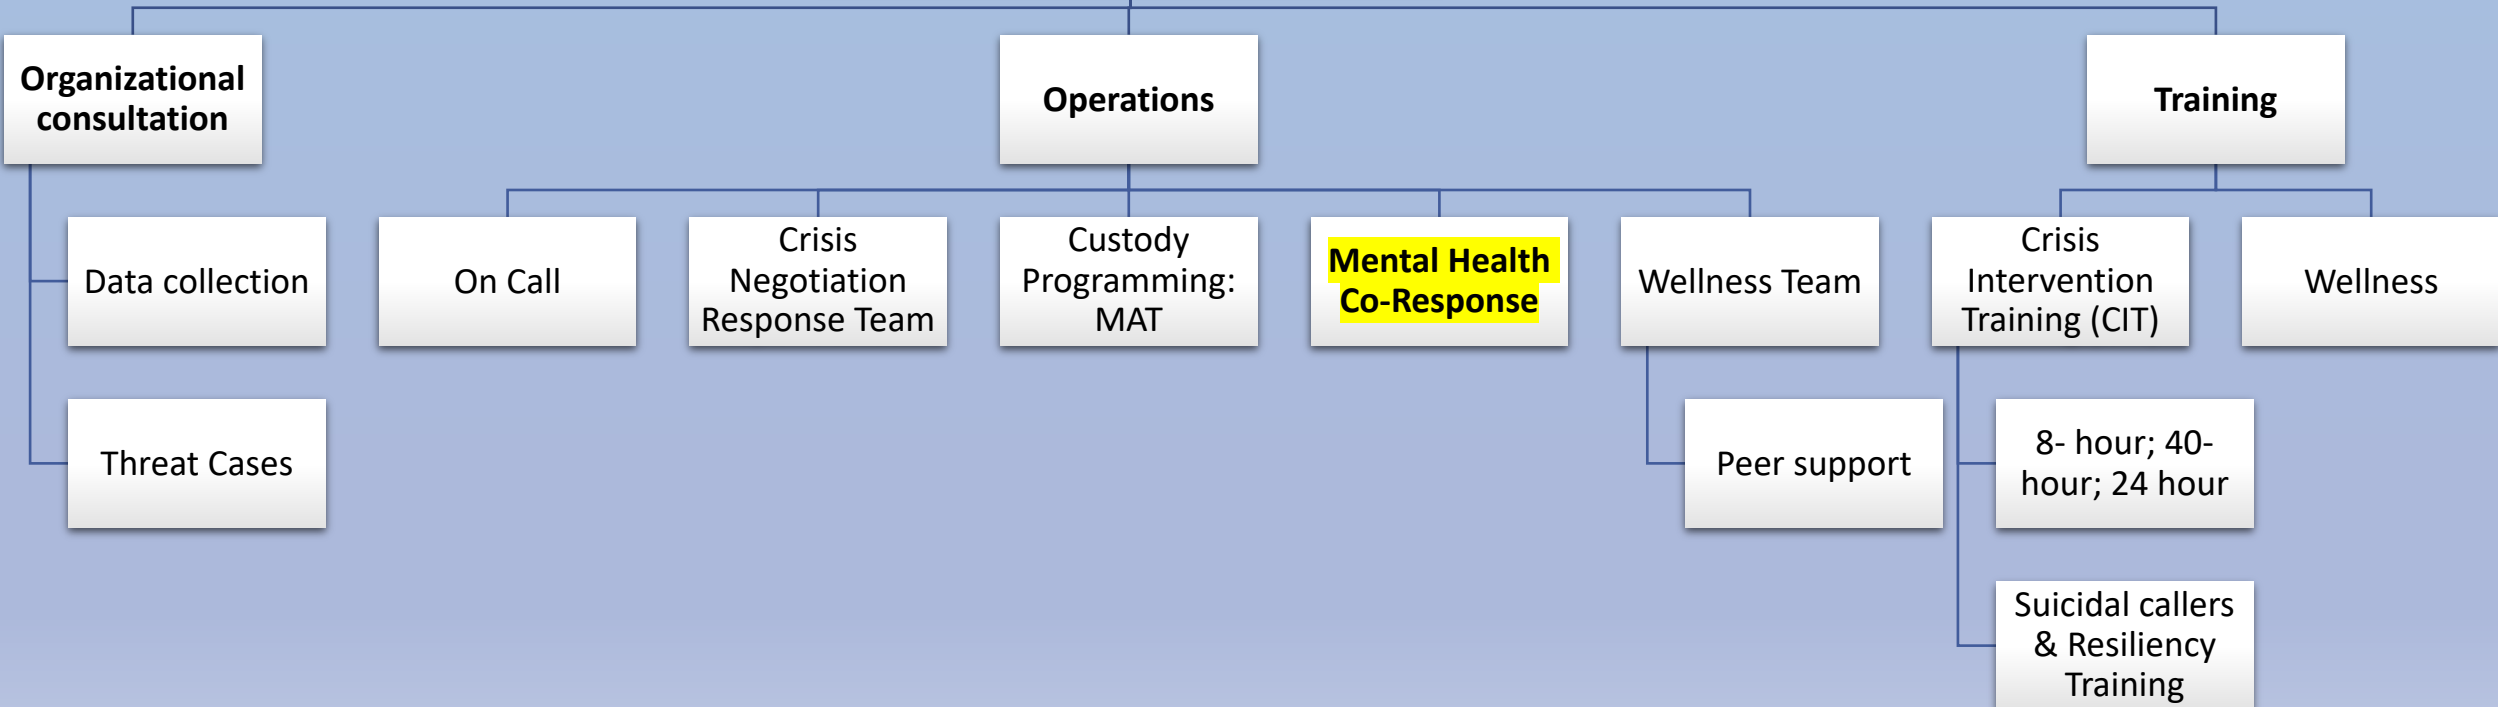 Organizational
consultation
Operations
Training
Data collection
On Call
Crisis
Negotiation
Response Team
Custody
Programming:
MAT
Mental Health
Co-Response
Wellness Team
Crisis
Intervention
Training (CIT)
Wellness
Threat Cases
Peer support
8- hour; 40-
hour; 24 hour
Suicidal callers
& Resiliency
Training